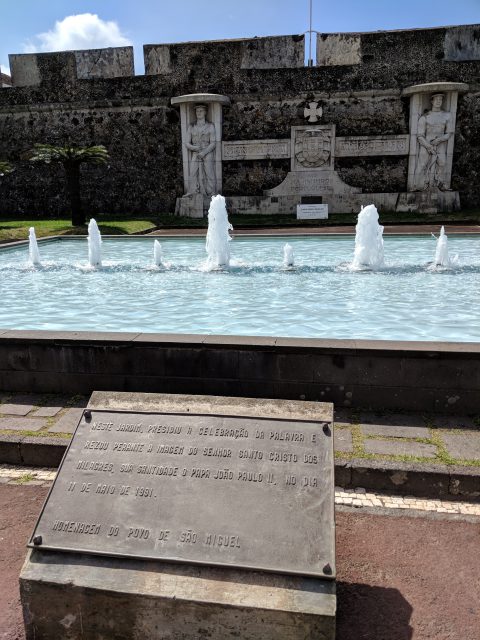 NESTE JARDIM, PRESIDIU A CELEBRAÇÃO DA PALAVRA E
REZOU PERANTE A IMAGEM DO SENHOR SANTO CRISTO DOS
MILAGRES, SUA SANTIDADE O PAPA JOÃO PAULO II, NO DIA
11 DE MAIO DE 1991.
HOMENAGEM DO POVO DE SÃO MIGUEL